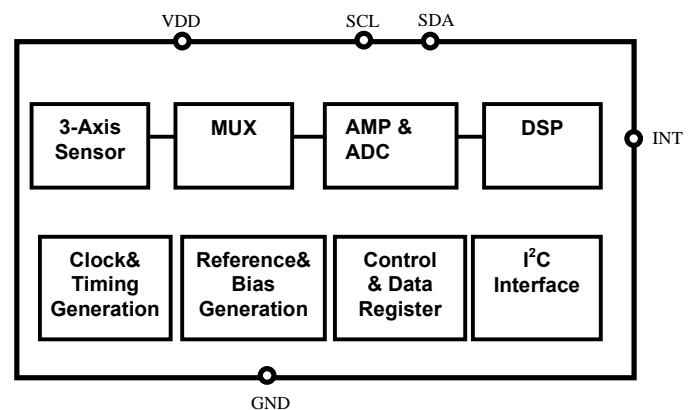 VDD
SCL
SDA
3-Axis
Sensor
MUX
AMP &
ADC
DSP
INT
Clock&
Timing
Generation
Reference&
Bias
Generation
Control
& Data
Register
I²C
Interface
GND